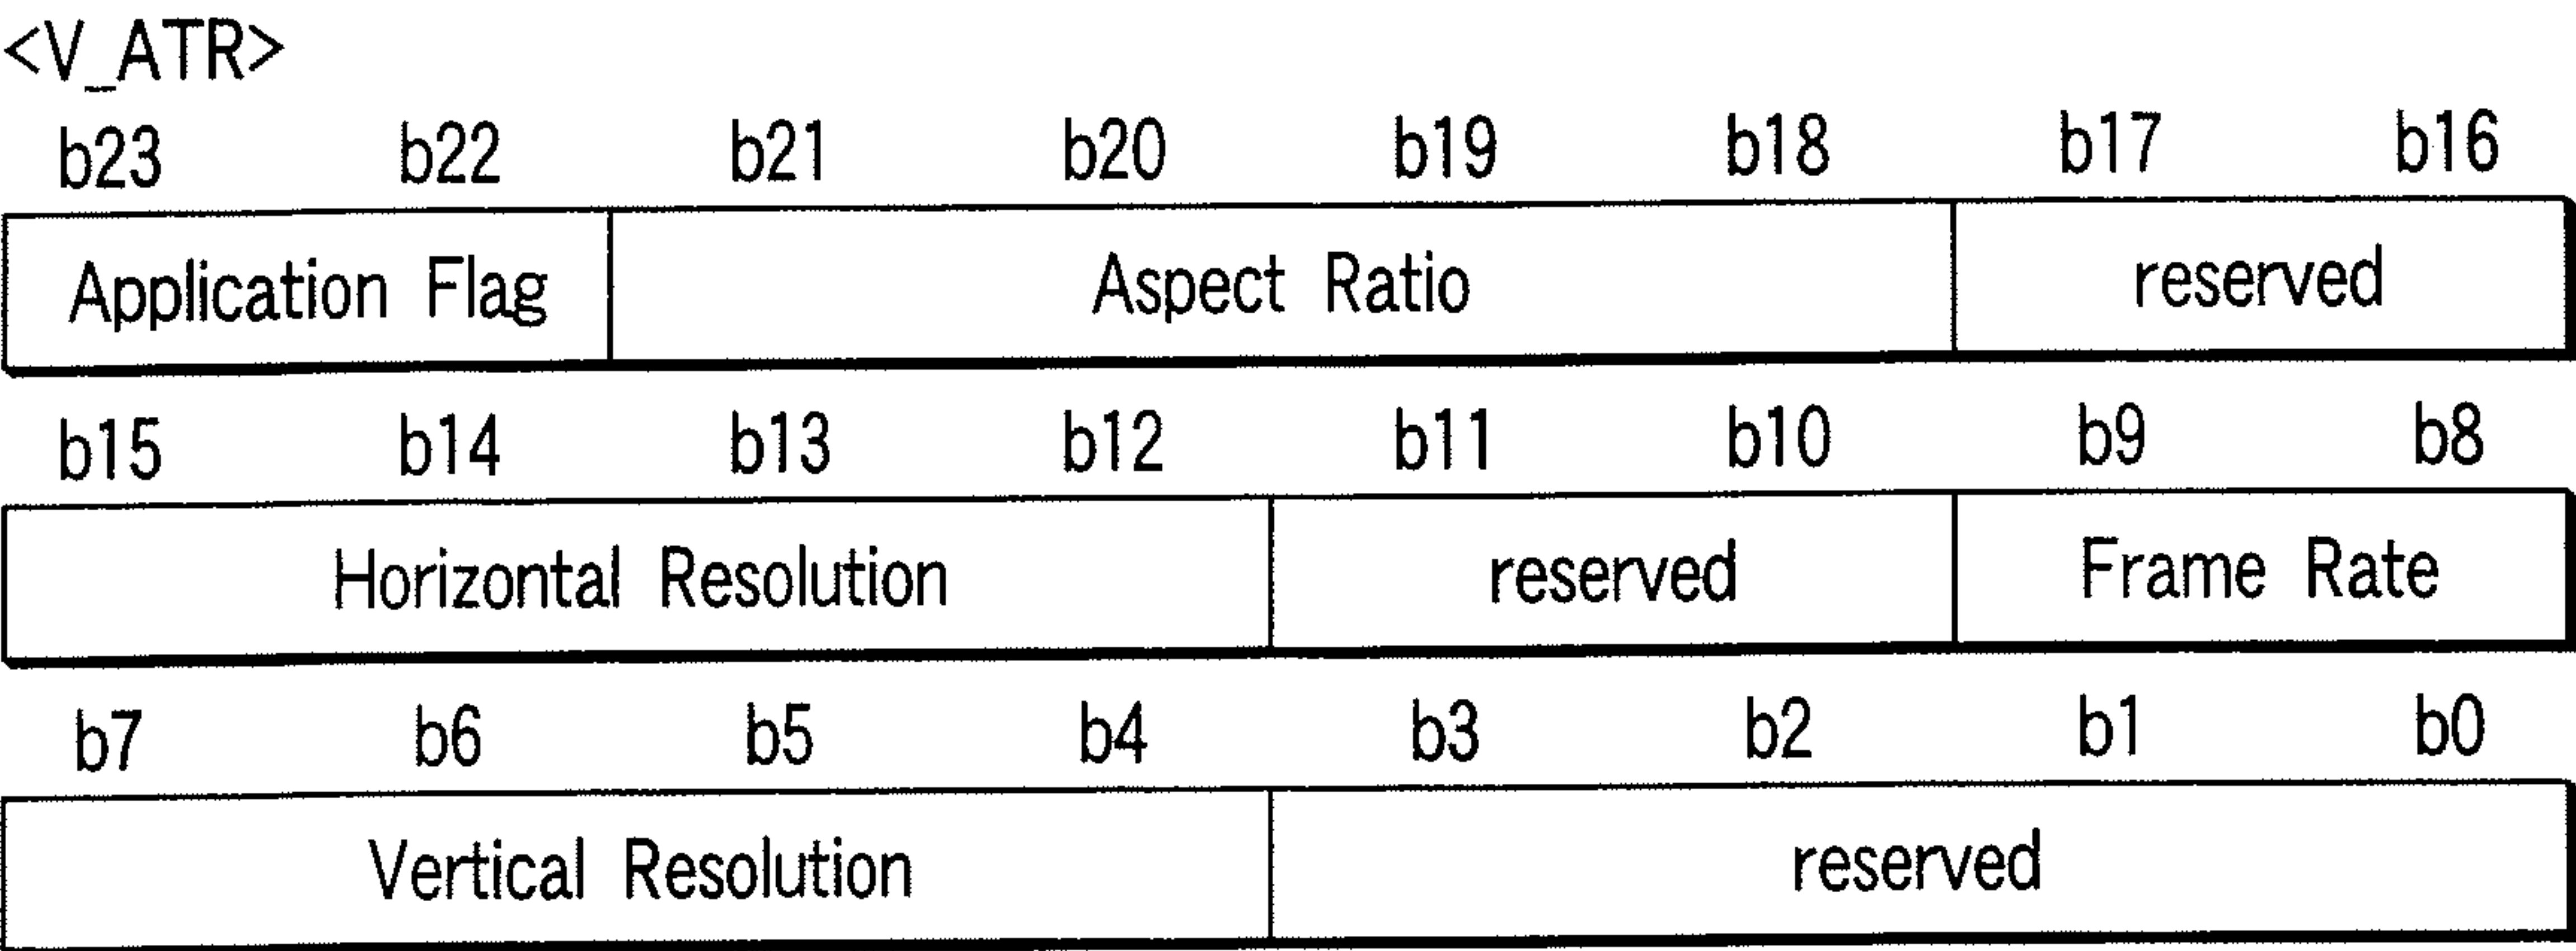 <V_ATR>
b23 b22 b21 b20 b19 b18 b17 b16
Application Flag Aspect Ratio reserved
b15 b14 b13 b12 b11 b10 b9 b8
Horizontal Resolution reserved Frame Rate
b7 b6 b5 b4 b3 b2 b1 b0
Vertical Resolution reserved